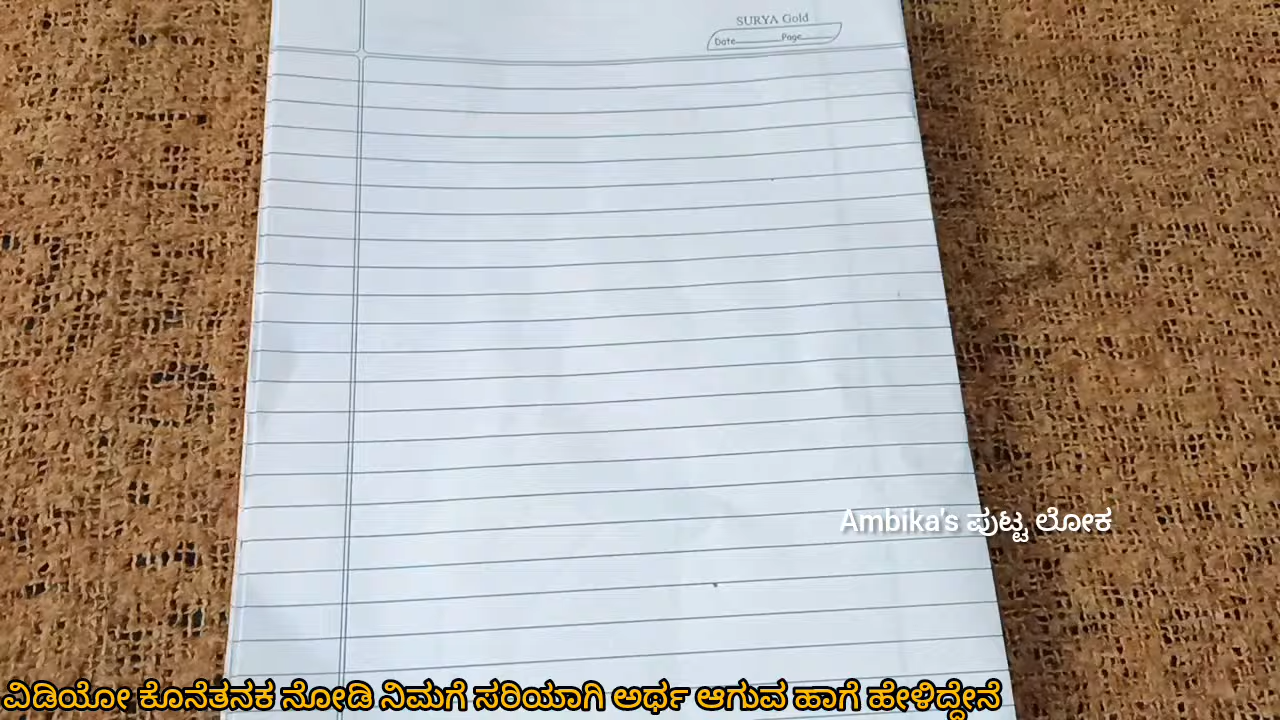 SURYA Gold
Date Page
Ambika's ಪುಟ್ಟ ಲೋಕ
ವಿಡಿಯೋ ಕೊನೆತನಕ ನೋಡಿ ನಿಮಗೆ ಸರಿಯಾಗಿ ಅರ್ಥ ಆಗುವ ಹಾಗೆ ಹೇಳಿದ್ದೇನೆ